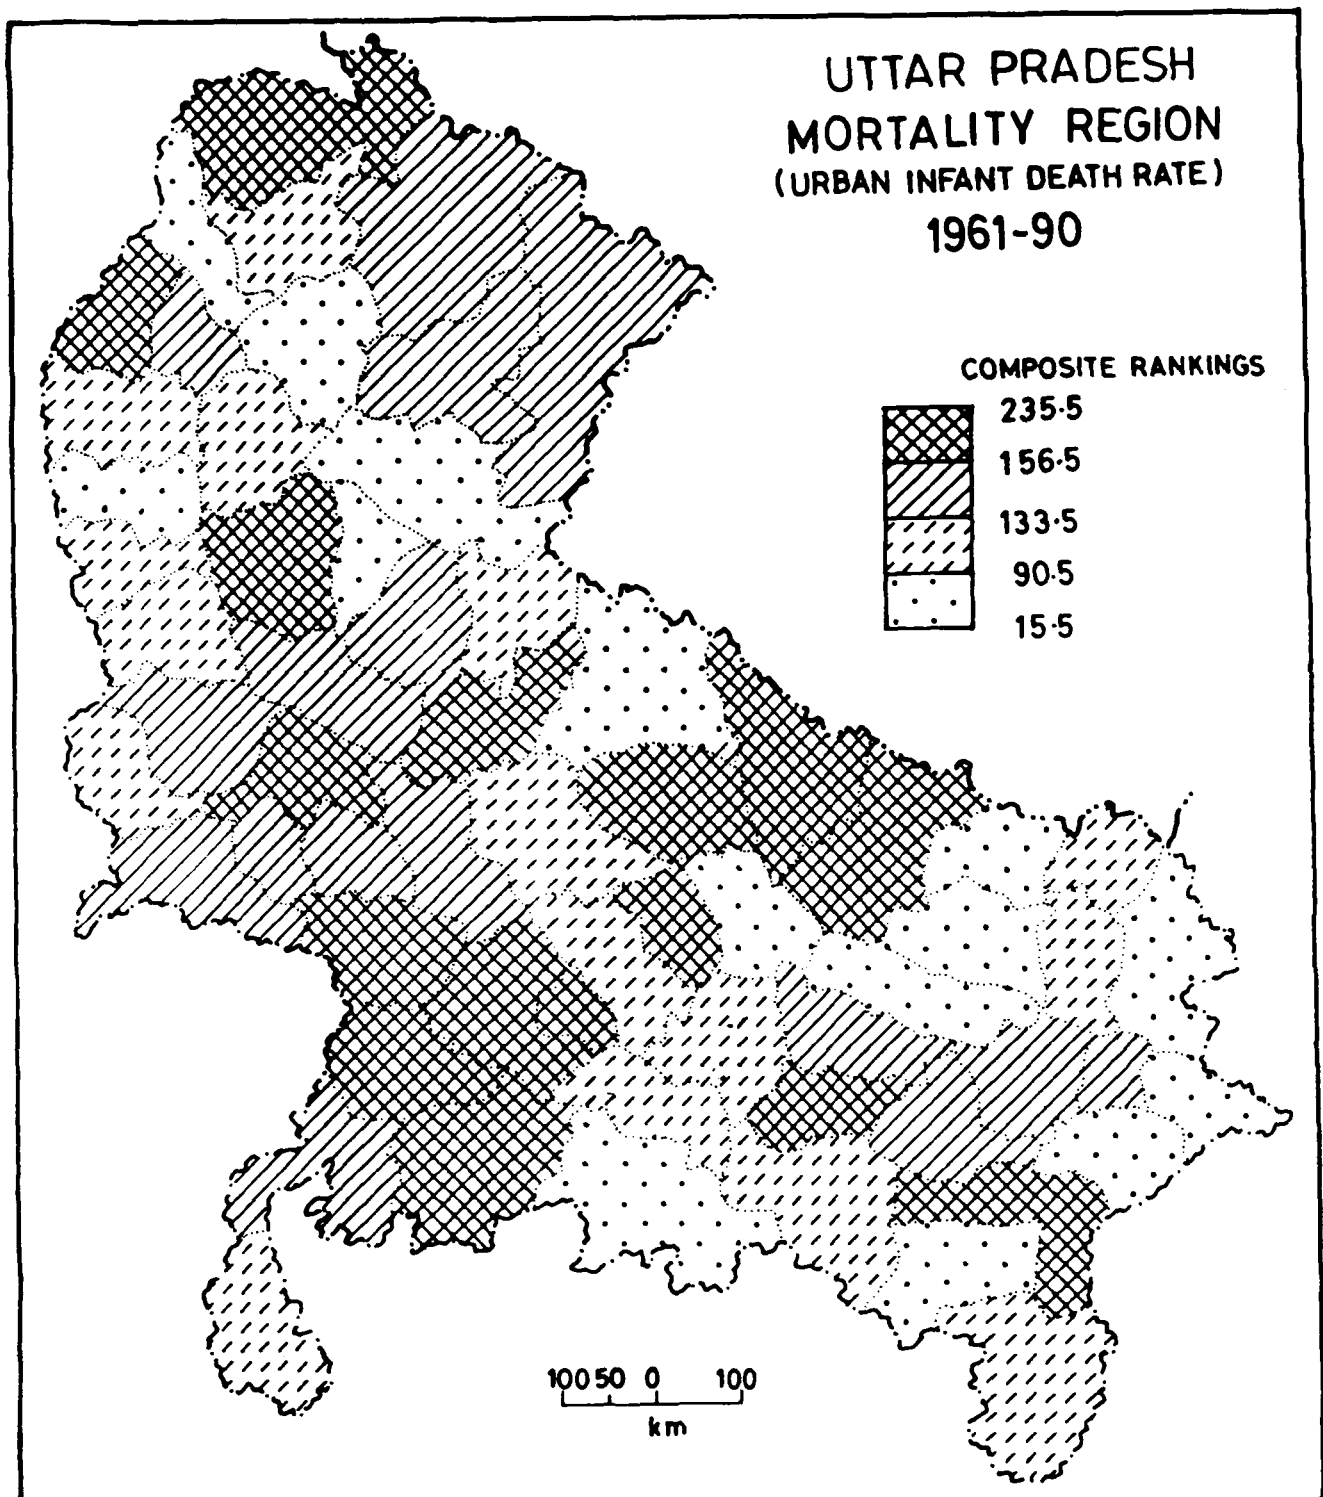 UTTAR PRADESH
MORTALITY REGION
(URBAN INFANT DEATH RATE)
1961-90
COMPOSITE RANKINGS
235·5
156·5
133·5
90·5
15·5
100 50 0 100
km